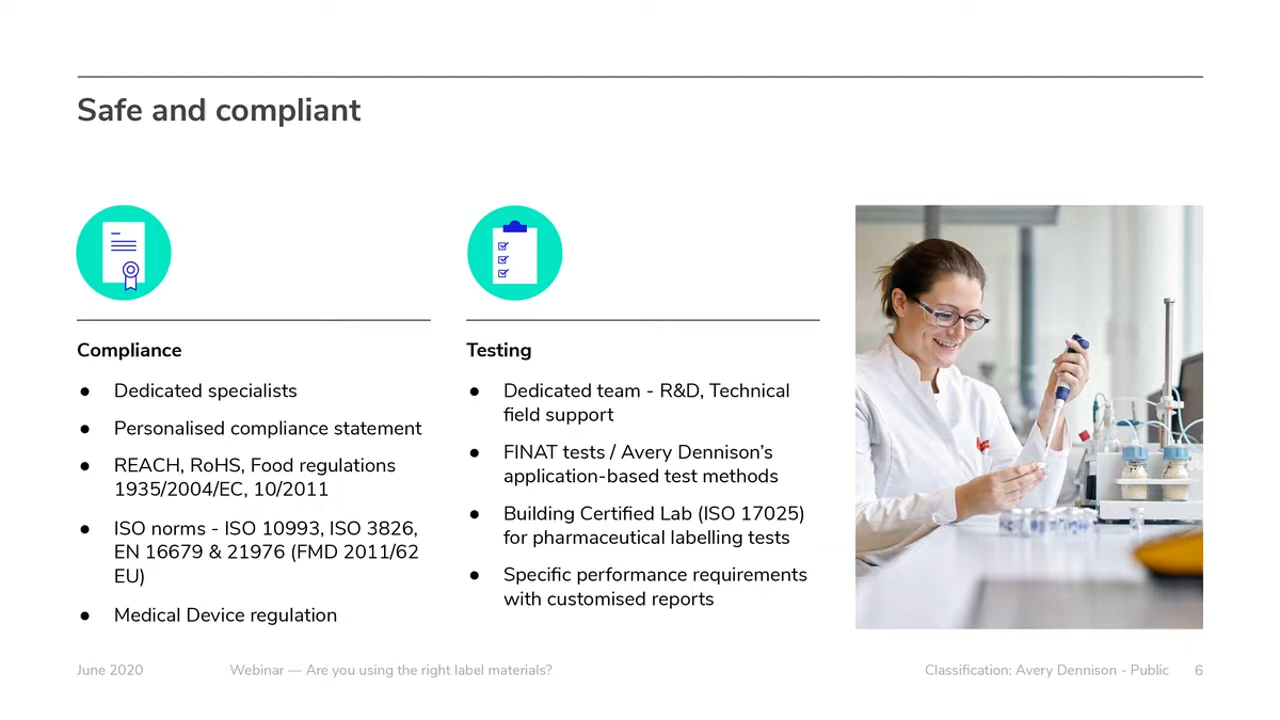 Safe and compliant
Compliance
● Dedicated specialists
● Personalised compliance statement
● REACH, RoHS, Food regulations
1935/2004/EC, 10/2011
● ISO norms - ISO 10993, ISO 3826,
EN 16679 & 21976 (FMD 2011/62
EU)
● Medical Device regulation
Testing
● Dedicated team - R&D, Technical
field support
● FINAT tests / Avery Dennison’s
application-based test methods
● Building Certified Lab (ISO 17025)
for pharmaceutical labelling tests
● Specific performance requirements
with customised reports
June 2020
Webinar — Are you using the right label materials?
Classification: Avery Dennison - Public
6